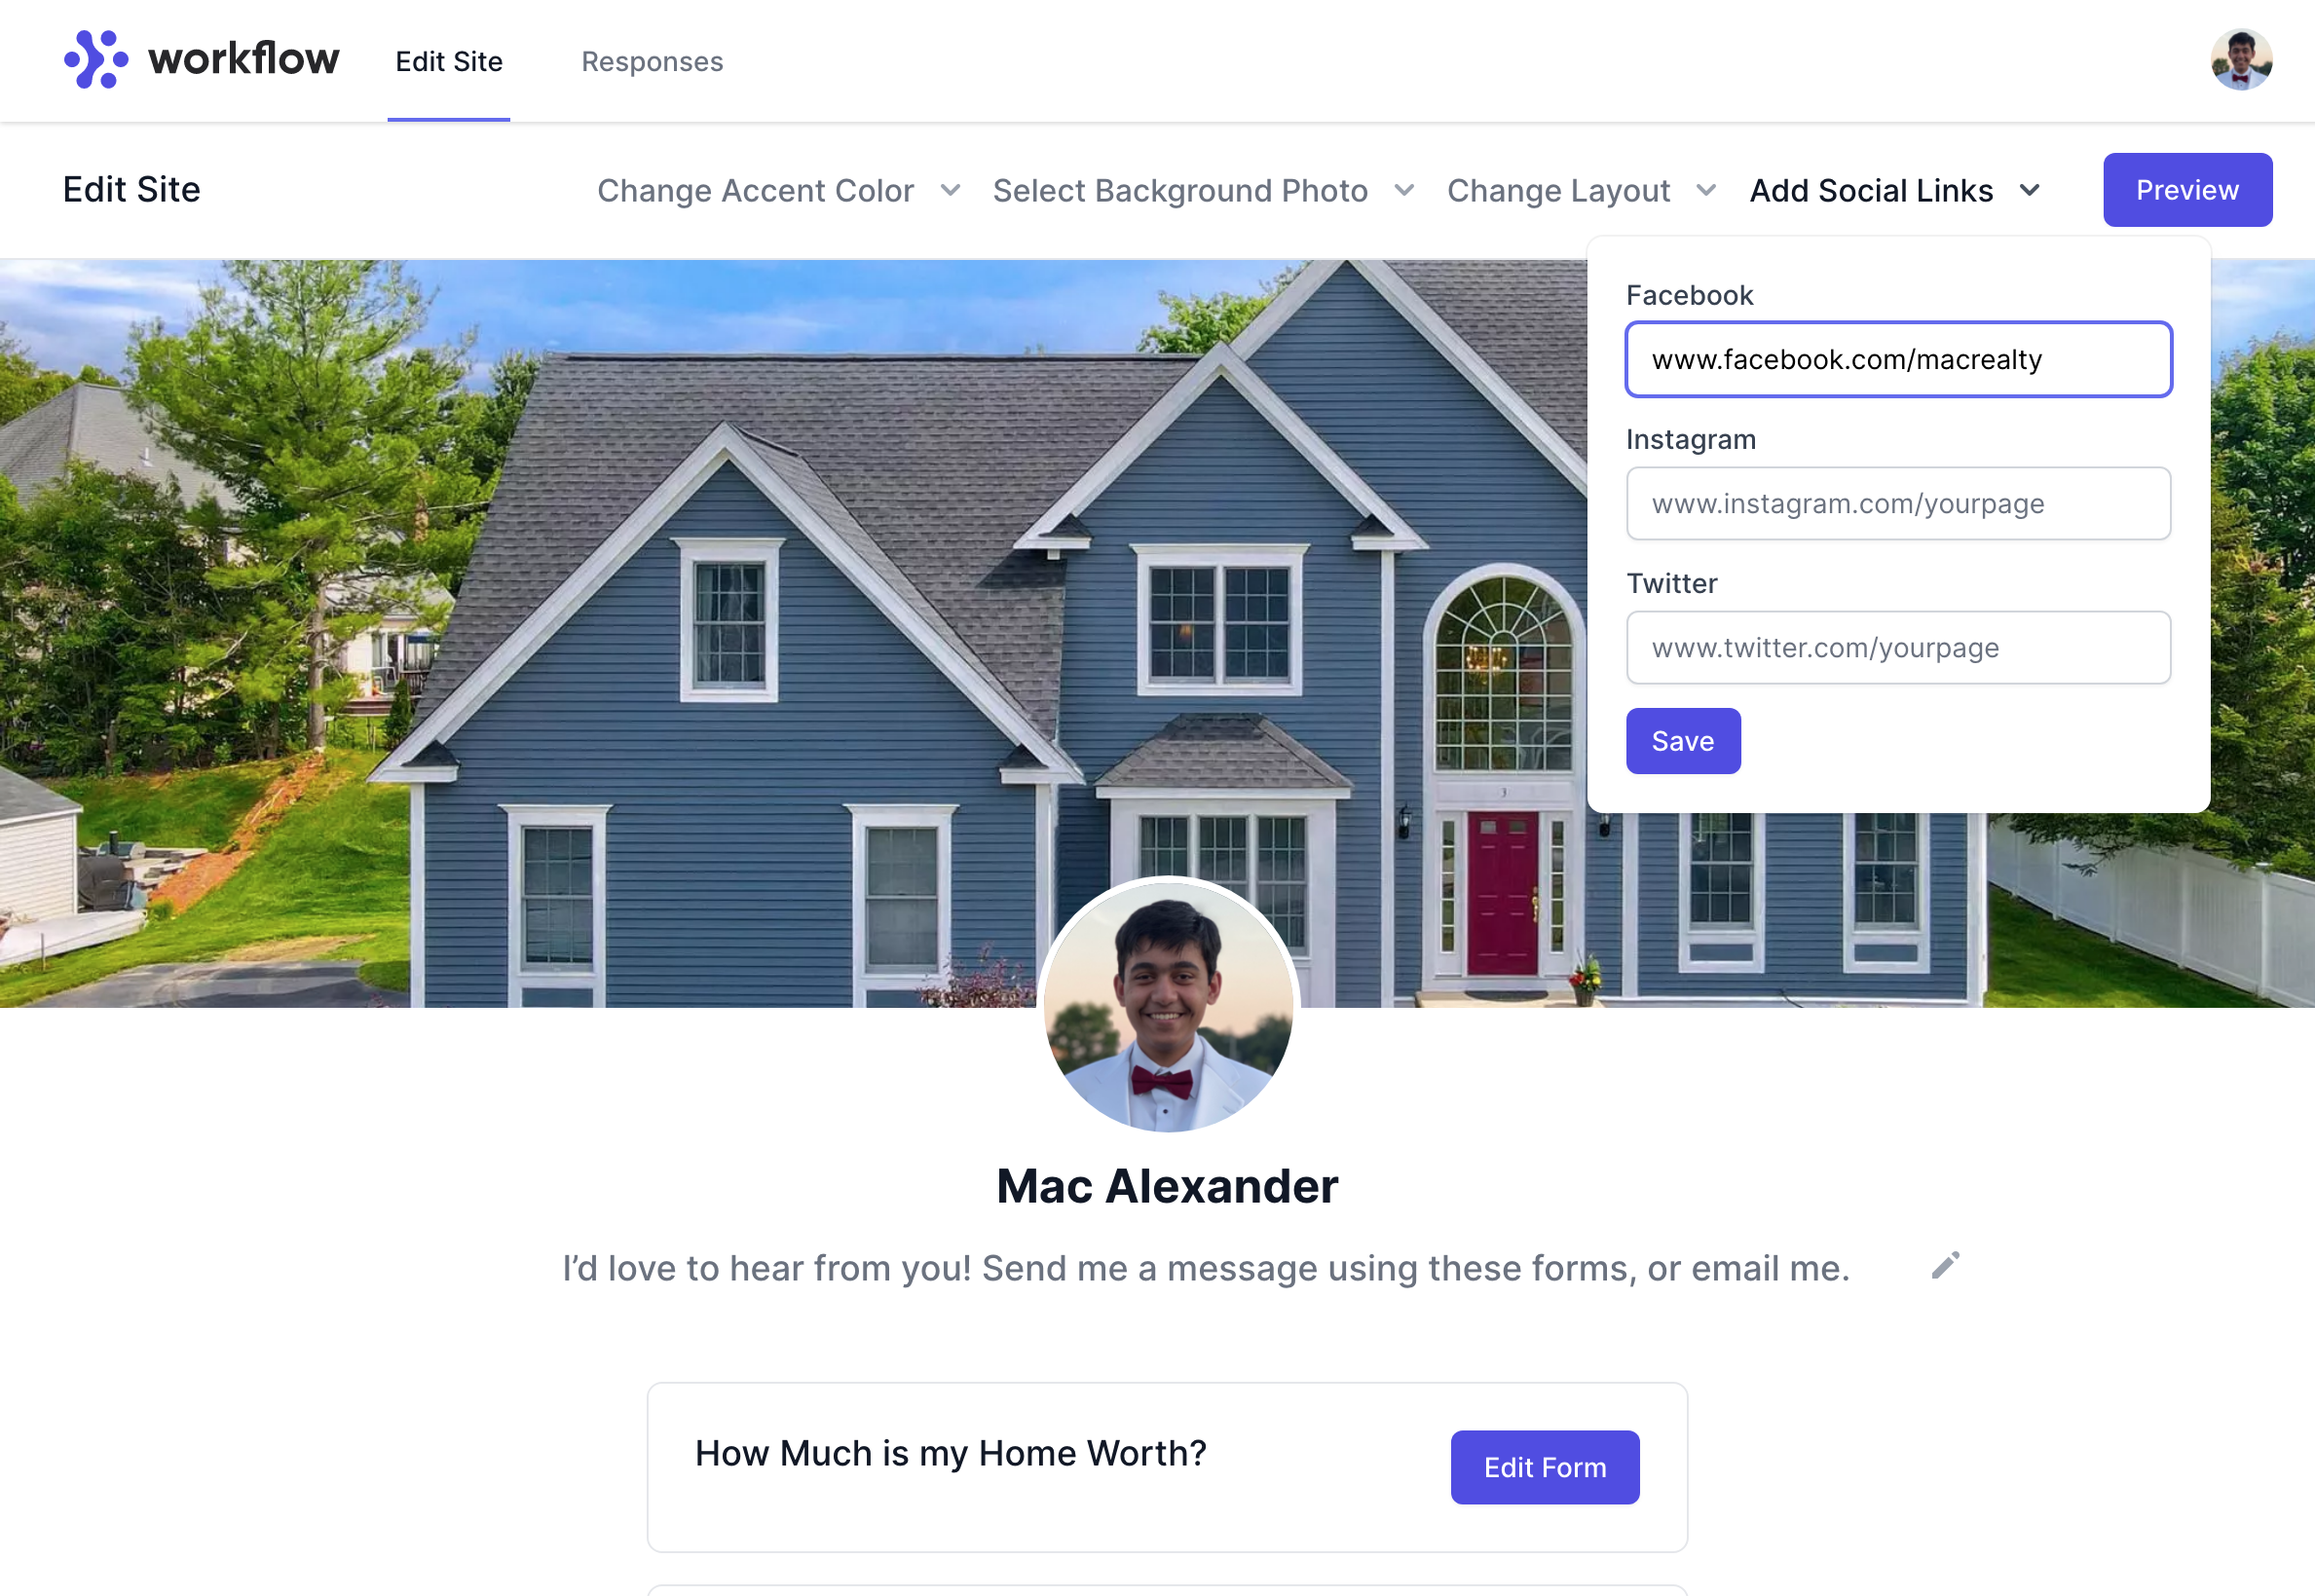 workflow Edit Site Responses
Edit Site Change Accent Color Select Background Photo Change Layout Add Social Links Preview
Facebook
www.facebook.com/macrealty
Instagram
www.instagram.com/yourpage
Twitter
www.twitter.com/yourpage
Save
3
Mac Alexander
I’d love to hear from you! Send me a message using these forms, or email me.
How Much is my Home Worth? Edit Form